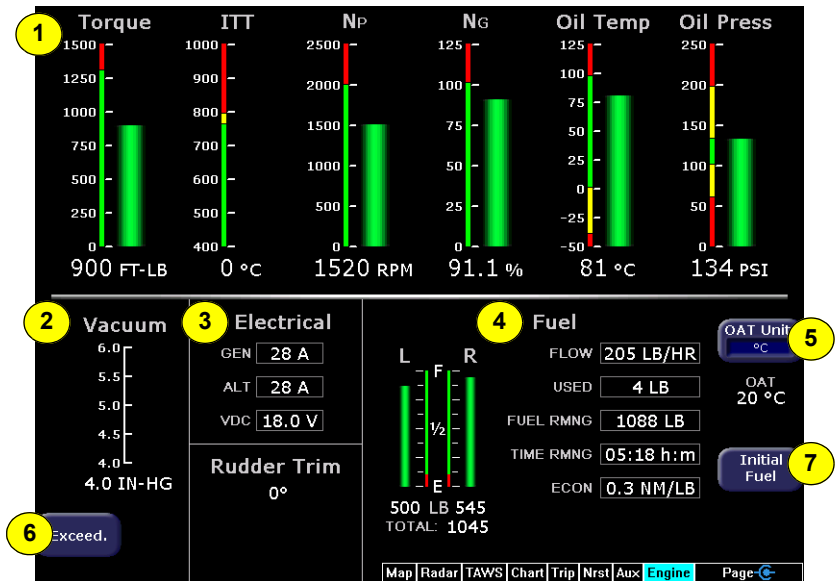 1
Torque ITT NP NG Oil Temp Oil Press
1500 1000 2500 125 125 250
1250 900 2000 100 100 200
1000 800 1500 75 75 150
750 700 1000 50 50 100
500 600 500 25 25 50
250 500 0 0 0 0
0 400 -25
-50
900 FT-LB 0 °C 1520 RPM 91.1 % 81 °C 134 PSI
2 Vacuum
6.0
5.5
5.0
4.5
4.0
4.0 IN-HG
6 Exceed.
3 Electrical
GEN 28 A
ALT 28 A
VDC 18.0 V
Rudder Trim
0°
4 Fuel
L R
F
½
E
500 LB 545
TOTAL: 1045
FLOW 205 LB/HR
USED 4 LB
FUEL RMNG 1088 LB
TIME RMNG 05:18 h:m
ECON 0.3 NM/LB
OAT Unit
°C
5
OAT
20 °C
Initial
Fuel
7
Map Radar TAWS Chart Trip Nrst Aux Engine Page